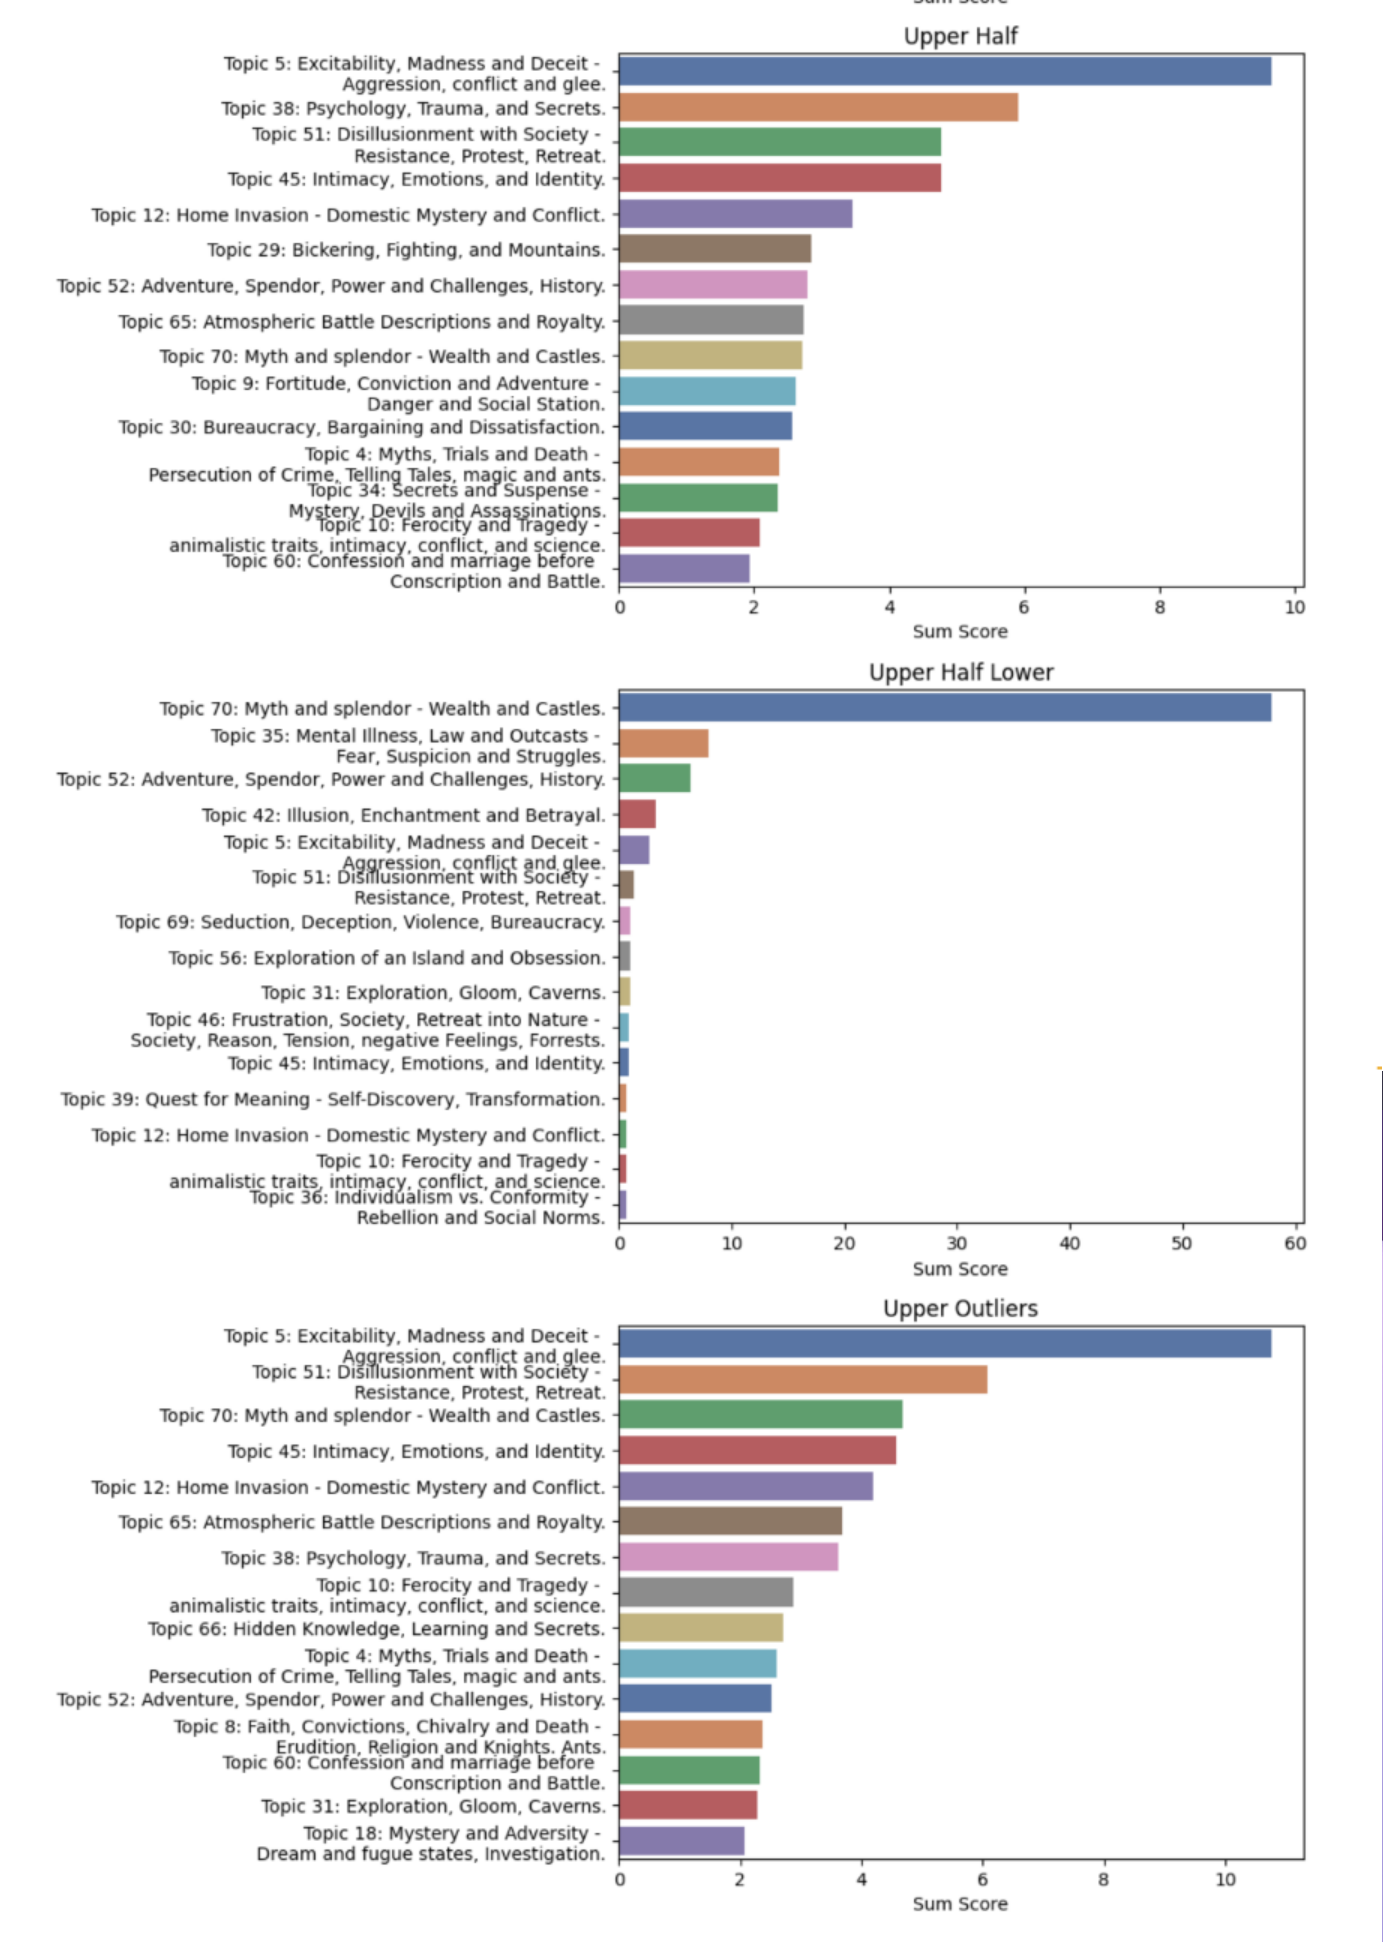 Sum Score
Upper Half
Topic 5: Excitability, Madness and Deceit -
Aggression, conflict and glee.
Topic 38: Psychology, Trauma, and Secrets.
Topic 51: Disillusionment with Society -
Resistance, Protest, Retreat.
Topic 45: Intimacy, Emotions, and Identity.
Topic 12: Home Invasion - Domestic Mystery and Conflict.
Topic 29: Bickering, Fighting, and Mountains.
Topic 52: Adventure, Spendor, Power and Challenges, History.
Topic 65: Atmospheric Battle Descriptions and Royalty.
Topic 70: Myth and splendor - Wealth and Castles.
Topic 9: Fortitude, Conviction and Adventure -
Danger and Social Station.
Topic 30: Bureaucracy, Bargaining and Dissatisfaction.
Topic 4: Myths, Trials and Death -
Persecution of Crime, Telling Tales, magic and ants.
Topic 34: Secrets and Suspense -
Mystery, Devils and Assassinations.
Topic 10: Ferocity and Tragedy -
animalistic traits, intimacy, conflict, and science.
Topic 60: Confession and marriage before
Conscription and Battle.
0 2 4 6 8 10
Sum Score
Upper Half Lower
Topic 70: Myth and splendor - Wealth and Castles.
Topic 35: Mental Illness, Law and Outcasts -
Fear, Suspicion and Struggles.
Topic 52: Adventure, Spendor, Power and Challenges, History.
Topic 42: Illusion, Enchantment and Betrayal.
Topic 5: Excitability, Madness and Deceit -
Aggression, conflict and glee.
Topic 51: Disillusionment with Society -
Resistance, Protest, Retreat.
Topic 69: Seduction, Deception, Violence, Bureaucracy.
Topic 56: Exploration of an Island and Obsession.
Topic 31: Exploration, Gloom, Caverns.
Topic 46: Frustration, Society, Retreat into Nature -
Society, Reason, Tension, negative Feelings, Forrests.
Topic 45: Intimacy, Emotions, and Identity.
Topic 39: Quest for Meaning - Self-Discovery, Transformation.
Topic 12: Home Invasion - Domestic Mystery and Conflict.
Topic 10: Ferocity and Tragedy -
animalistic traits, intimacy, conflict, and science.
Topic 36: Individualism vs. Conformity -
Rebellion and Social Norms.
0 10 20 30 40 50 60
Sum Score
Upper Outliers
Topic 5: Excitability, Madness and Deceit -
Aggression, conflict and glee.
Topic 51: Disillusionment with Society -
Resistance, Protest, Retreat.
Topic 70: Myth and splendor - Wealth and Castles.
Topic 45: Intimacy, Emotions, and Identity.
Topic 12: Home Invasion - Domestic Mystery and Conflict.
Topic 65: Atmospheric Battle Descriptions and Royalty.
Topic 38: Psychology, Trauma, and Secrets.
Topic 10: Ferocity and Tragedy -
animalistic traits, intimacy, conflict, and science.
Topic 66: Hidden Knowledge, Learning and Secrets.
Topic 4: Myths, Trials and Death -
Persecution of Crime, Telling Tales, magic and ants.
Topic 52: Adventure, Spendor, Power and Challenges, History.
Topic 8: Faith, Convictions, Chivalry and Death -
Erudition, Religion and Knights. Ants.
Topic 60: Confession and marriage before
Conscription and Battle.
Topic 31: Exploration, Gloom, Caverns.
Topic 18: Mystery and Adversity -
Dream and fugue states, Investigation.
0 2 4 6 8 10
Sum Score